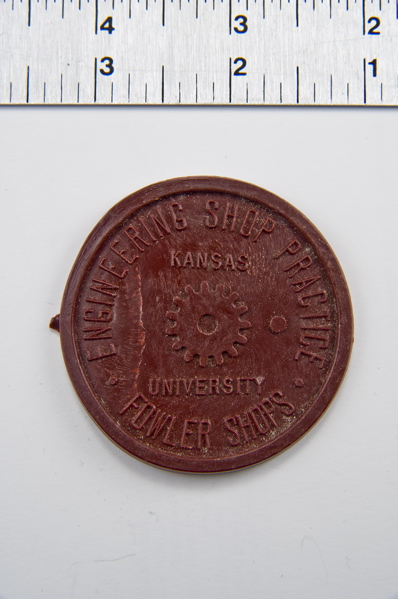 4 3 2
3 2 1
ENGINEERING SHOP PRACTICE
KANSAS
UNIVERSITY
FOWLER SHOPS